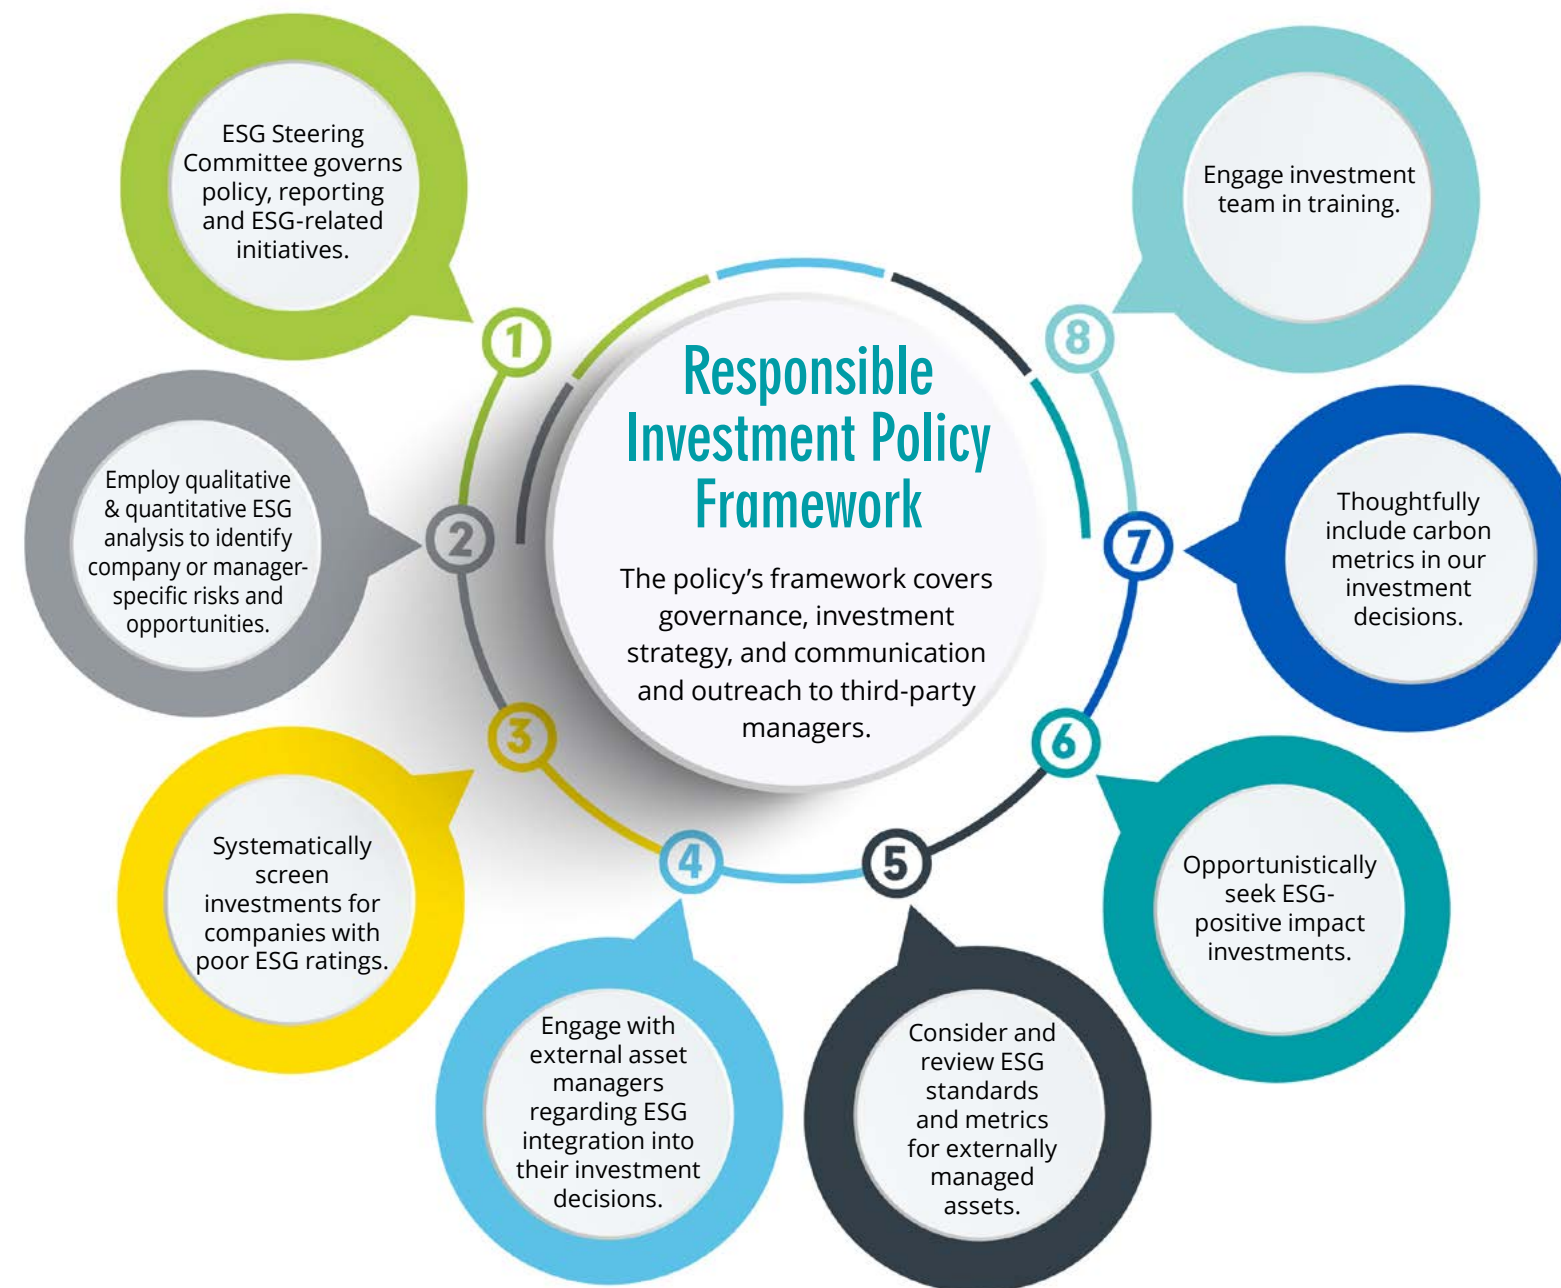 Responsible
Investment Policy
Framework
The policy’s framework covers
governance, investment
strategy, and communication
and outreach to third-party
managers.
1
ESG Steering
Committee governs
policy, reporting
and ESG-related
initiatives.
2
Employ qualitative
& quantitative ESG
analysis to identify
company or manager-
specific risks and
opportunities.
3
Systematically
screen
investments for
companies with
poor ESG ratings.
4
Engage with
external asset
managers
regarding ESG
integration into
their investment
decisions.
5
Consider and
review ESG
standards
and metrics
for externally
managed
assets.
6
Opportunistically
seek ESG-
positive impact
investments.
7
Thoughtfully
include carbon
metrics in our
investment
decisions.
8
Engage investment
team in training.